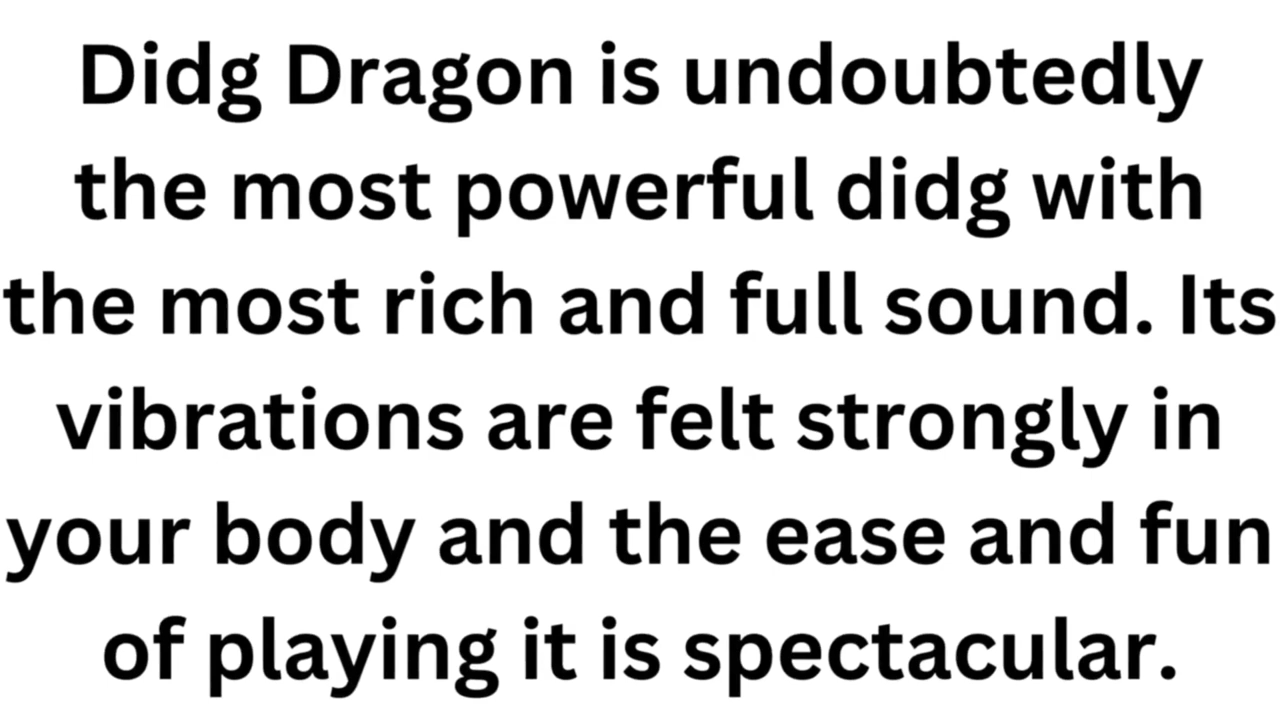 Didg Dragon is undoubtedly
the most powerful didg with
the most rich and full sound. Its
vibrations are felt strongly in
your body and the ease and fun
of playing it is spectacular.